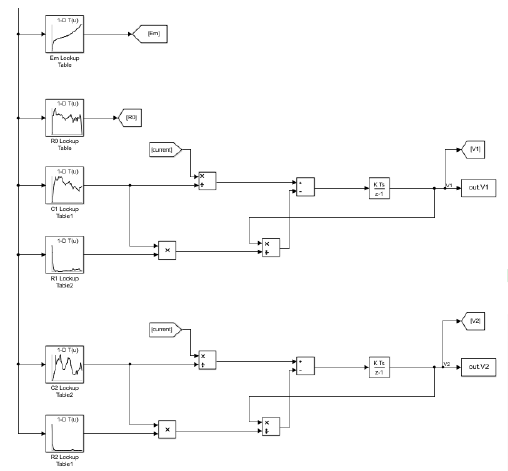 1-D T(u)
[Em]
Em Lookup
Table
1-D T(u)
[R0]
R0 Lookup
Table
[current]
[V1]
1-D T(u)
×
÷
+
-
K Ts
z-1
V1
out.V1
C1 Lookup
Table1
1-D T(u)
×
×
÷
R1 Lookup
Table2
[current]
[V2]
1-D T(u)
×
÷
+
-
K Ts
z-1
V2
out.V2
C2 Lookup
Table2
1-D T(u)
×
×
÷
R2 Lookup
Table1